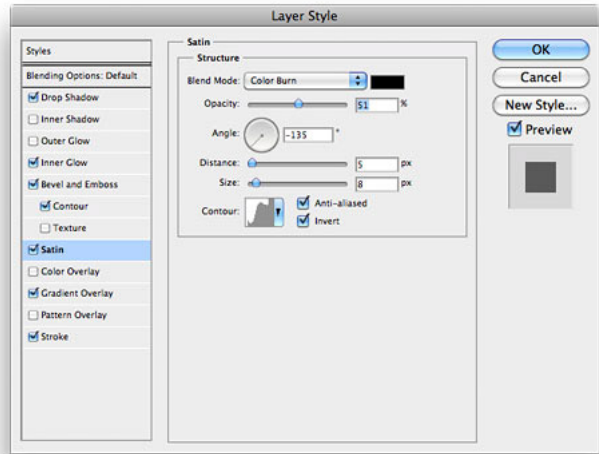 Layer Style
Styles
Blending Options: Default
Drop Shadow
Inner Shadow
Outer Glow
Inner Glow
Bevel and Emboss
Contour
Texture
Satin
Color Overlay
Gradient Overlay
Pattern Overlay
Stroke
Satin
Structure
Blend Mode: Color Burn
Opacity: 51 %
Angle: -135 °
Distance: 5 px
Size: 8 px
Contour: Anti-aliased
Invert
OK
Cancel
New Style...
Preview